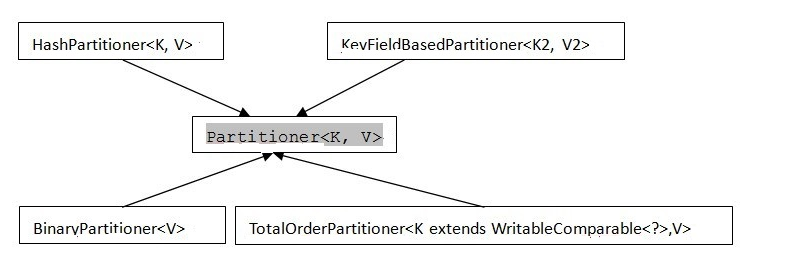 HashPartitioner<K, V>
KeyFieldBasedPartitioner<K2, V2>
Partitioner<K, V>
BinaryPartitioner<V>
TotalOrderPartitioner<K extends WritableComparable<?>,V>